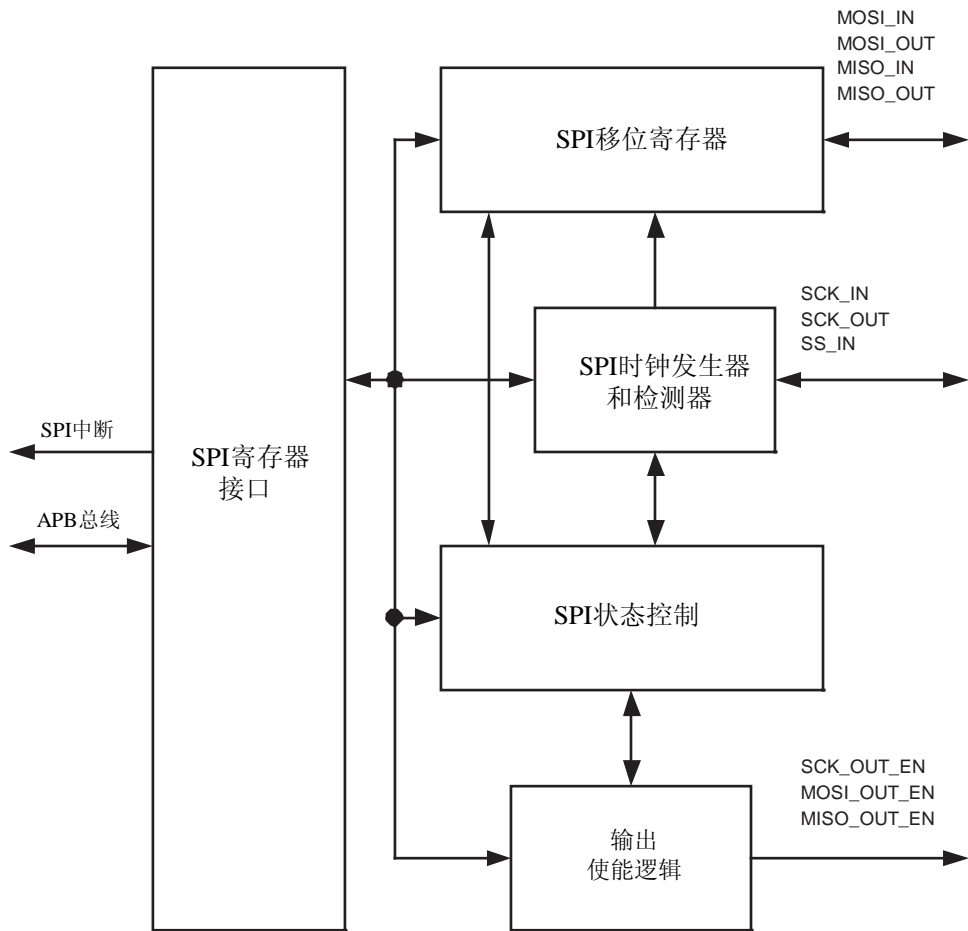 MOSI_IN
MOSI_OUT
MISO_IN
MISO_OUT
SPI移位寄存器
SCK_IN
SCK_OUT
SS_IN
SPI时钟发生器
和检测器
SPI中断
SPI寄存器
接口
APB总线
SPI状态控制
SCK_OUT_EN
MOSI_OUT_EN
MISO_OUT_EN
输出
使能逻辑